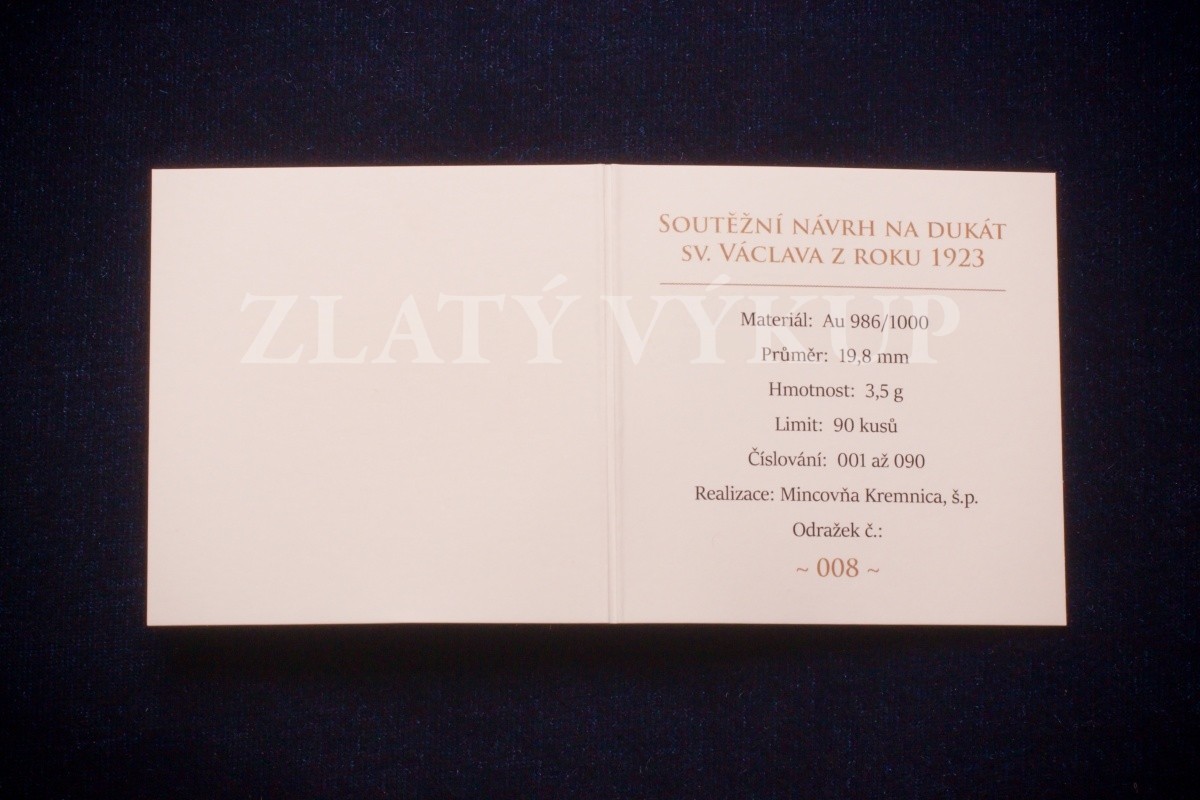 SOUTĚŽNÍ NÁVRH NA DUKÁT
SV. VÁCLAVA Z ROKU 1923
ZLATÝ VÝKUP
Materiál: Au 986/1000
Průměr: 19,8 mm
Hmotnost: 3,5 g
Limit: 90 kusů
Číslování: 001 až 090
Realizace: Mincovňa Kremnica, š.p.
Odražek č.:
~ 008 ~